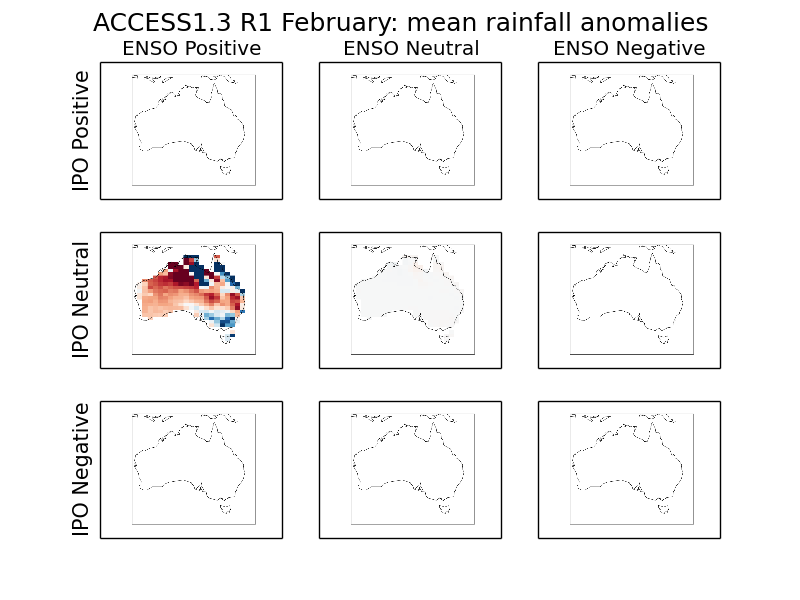 ACCESS1.3 R1 February: mean rainfall anomalies
ENSO Positive
ENSO Neutral
ENSO Negative
IPO Positive
IPO Neutral
IPO Negative